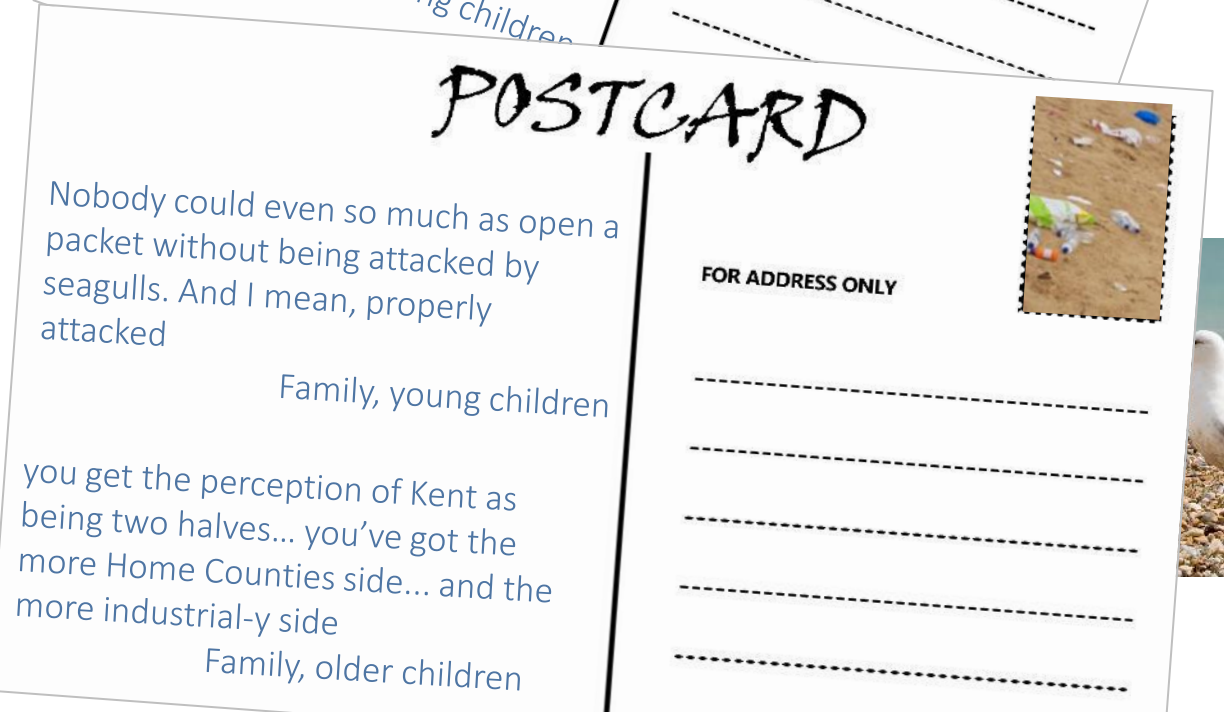 ng children
POSTCARD
Nobody could even so much as open a
packet without being attacked by
seagulls. And I mean, properly
attacked
Family, young children
you get the perception of Kent as
being two halves… you’ve got the
more Home Counties side... and the
more industrial-y side
Family, older children
FOR ADDRESS ONLY